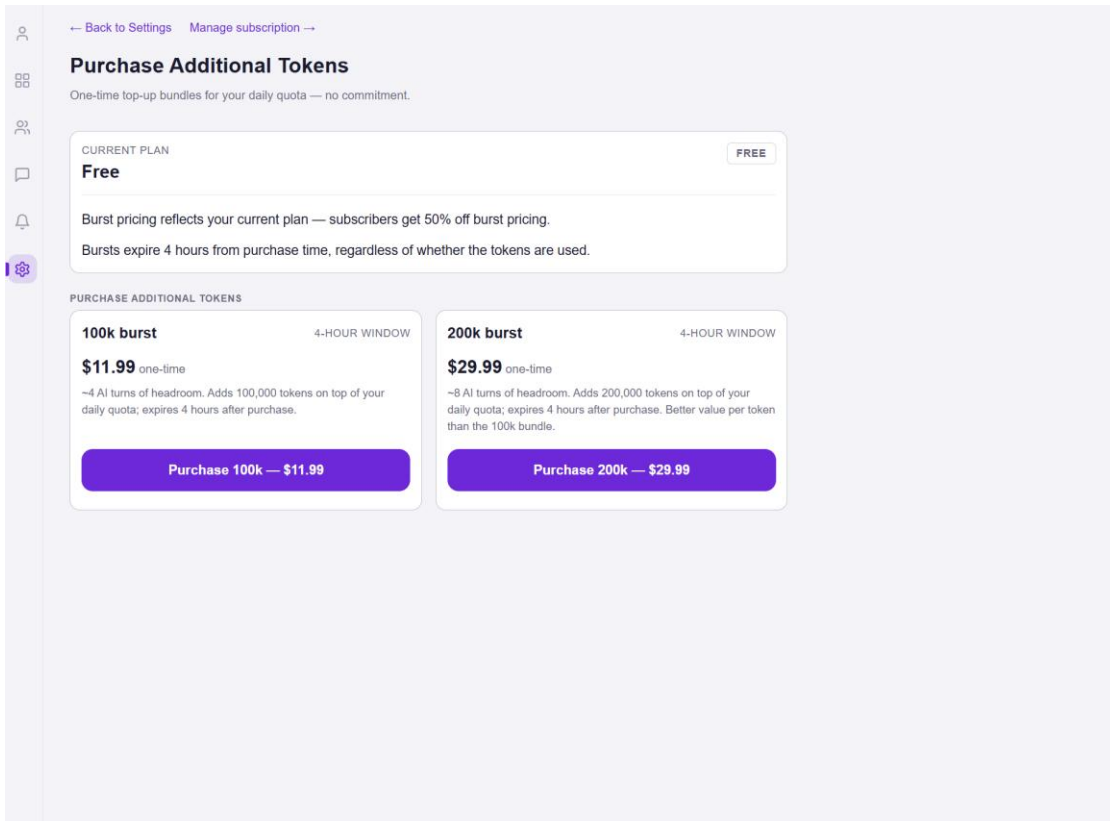 ← Back to Settings Manage subscription →
Purchase Additional Tokens
One-time top-up bundles for your daily quota — no commitment.
CURRENT PLAN
FREE
Free
Burst pricing reflects your current plan — subscribers get 50% off burst pricing.
Bursts expire 4 hours from purchase time, regardless of whether the tokens are used.
PURCHASE ADDITIONAL TOKENS
100k burst
4-HOUR WINDOW
$11.99 one-time
~4 AI turns of headroom. Adds 100,000 tokens on top of your
daily quota; expires 4 hours after purchase.
Purchase 100k — $11.99
200k burst
4-HOUR WINDOW
$29.99 one-time
~8 AI turns of headroom. Adds 200,000 tokens on top of your
daily quota; expires 4 hours after purchase. Better value per token
than the 100k bundle.
Purchase 200k — $29.99